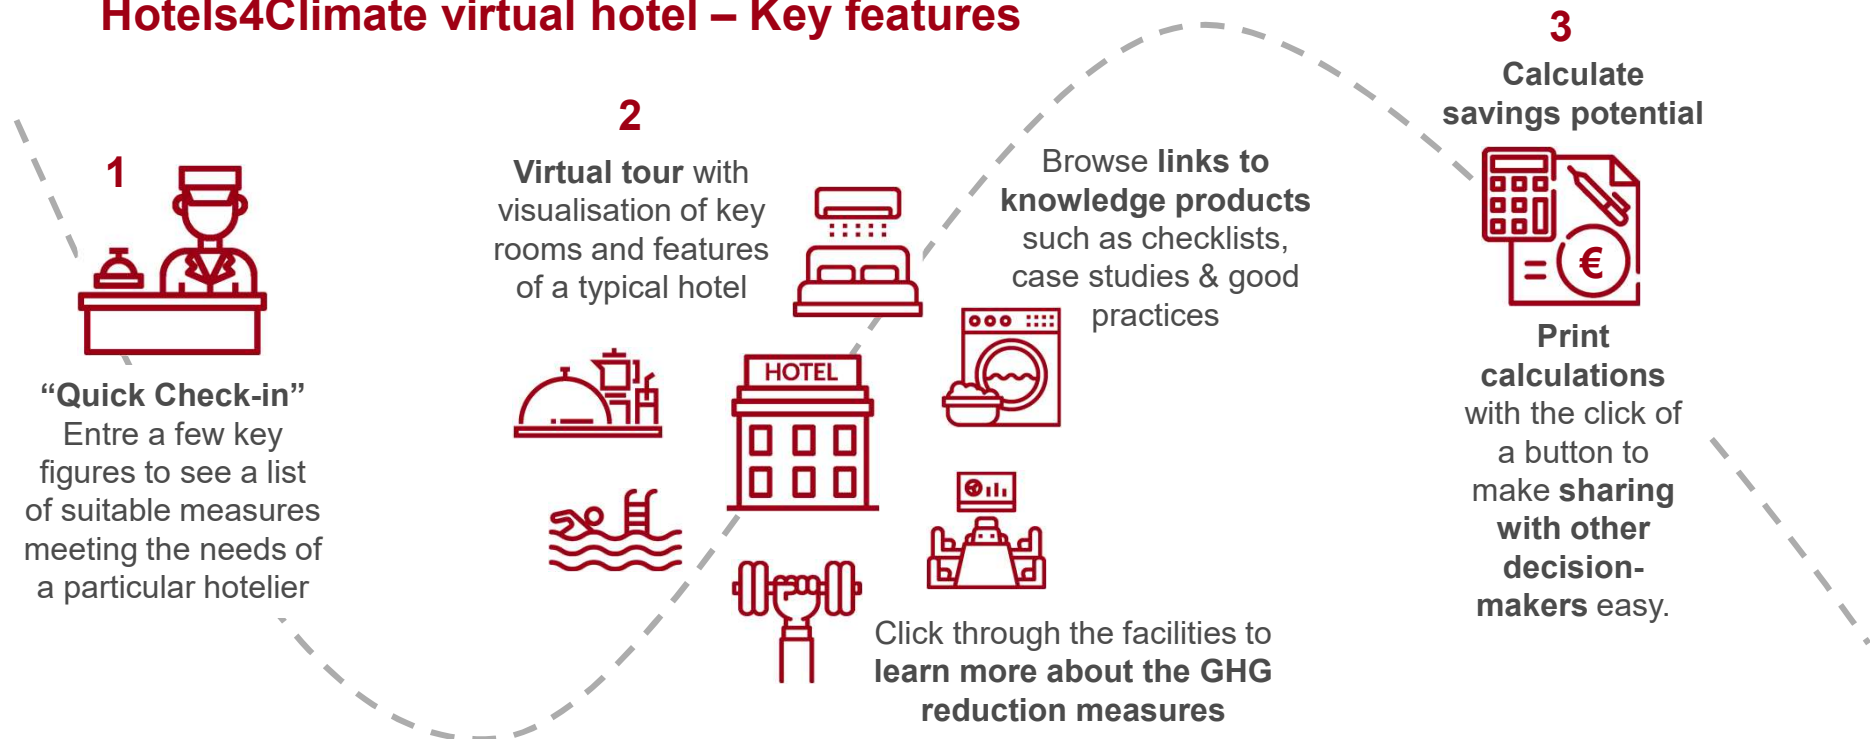 Hotels4Climate virtual hotel – Key features
1
“Quick Check-in”
Entre a few key
figures to see a list
of suitable measures
meeting the needs of
a particular hotelier
2
Virtual tour with
visualisation of key
rooms and features
of a typical hotel
HOTEL
Browse links to
knowledge products
such as checklists,
case studies & good
practices
Click through the facilities to
learn more about the GHG
reduction measures
3
Calculate
savings potential
€
Print
calculations
with the click of
a button to
make sharing
with other
decision-
makers easy.